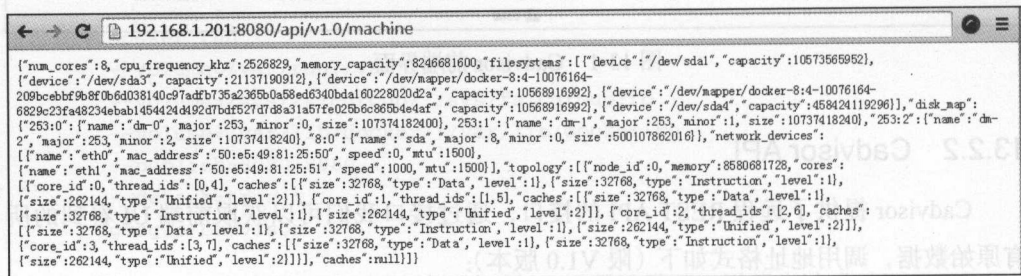 192.168.1.201:8080/api/v1.0/machine
{"num_cores":8,"cpu_frequency_khz":2526829,"memory_capacity":8246681600,"filesystems":[{"device":"/dev/sda1","capacity":10573565952},
{"device":"/dev/sda3","capacity":21137190912},{"device":"/dev/mapper/docker-8:4-10076164-
209bcebbf9b8f0b6d038140c97adfb735a2365b0a58ed6340bda160228020d2a","capacity":10568916992},{"device":"/dev/mapper/docker-8:4-10076164-
6829c23fa48234ebab1454424d492d7bdf527d7d8a31a57fe025b6c865b4e4af","capacity":10568916992},{"device":"/dev/sda4","capacity":458424119296}],"disk_map":
{"253:0":{"name":"dm-0","major":253,"minor":0,"size":107374182400},"253:1":{"name":"dm-1","major":253,"minor":1,"size":10737418240},"253:2":{"name":"dm-
2","major":253,"minor":2,"size":10737418240},"8:0":{"name":"sda","major":8,"minor":0,"size":500107862016}},"network_devices":
[{"name":"eth0","mac_address":"50:e5:49:81:25:50","speed":0,"mtu":1500},
{"name":"eth1","mac_address":"50:e5:49:81:25:51","speed":1000,"mtu":1500}],"topology":[{"node_id":0,"memory":8580681728,"cores":
[{"core_id":0,"thread_ids":[0,4],"caches":[{"size":32768,"type":"Data","level":1},{"size":32768,"type":"Instruction","level":1},
{"size":262144,"type":"Unified","level":2}]},{"core_id":1,"thread_ids":[1,5],"caches":[{"size":32768,"type":"Data","level":1},
{"size":32768,"type":"Instruction","level":1},{"size":262144,"type":"Unified","level":2}]},{"core_id":2,"thread_ids":[2,6],"caches":
[{"size":32768,"type":"Data","level":1},{"size":32768,"type":"Instruction","level":1},{"size":262144,"type":"Unified","level":2}]},
{"core_id":3,"thread_ids":[3,7],"caches":[{"size":32768,"type":"Data","level":1},{"size":32768,"type":"Instruction","level":1},
{"size":262144,"type":"Unified","level":2}]}],"caches":null}]}